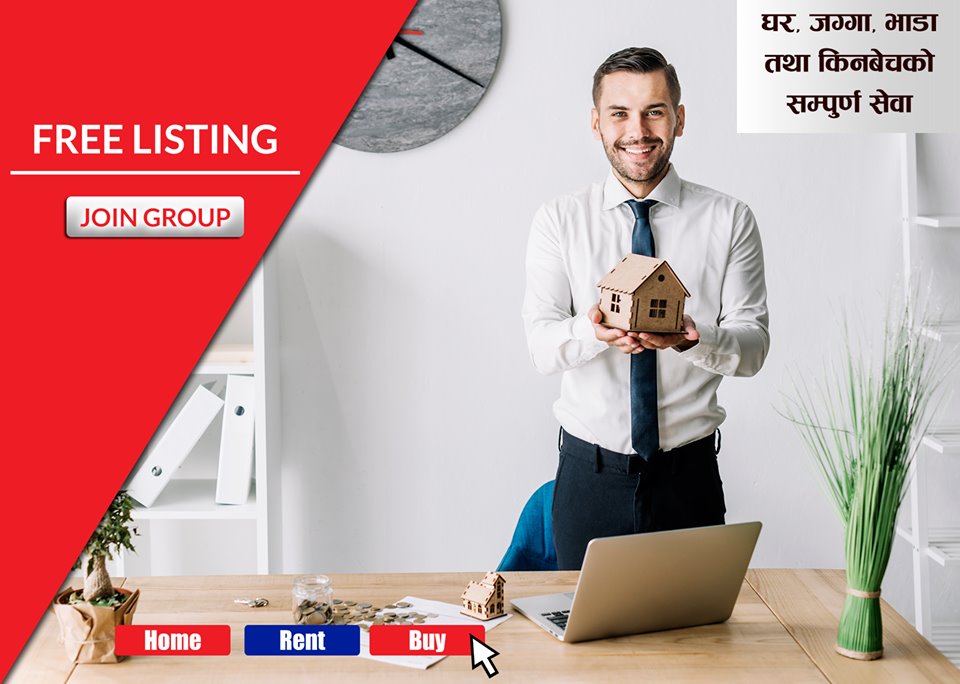 FREE LISTING
JOIN GROUP
घर, जग्गा, भाडा
तथा किनबेचको
सम्पुर्ण सेवा
Home
Rent
Buy